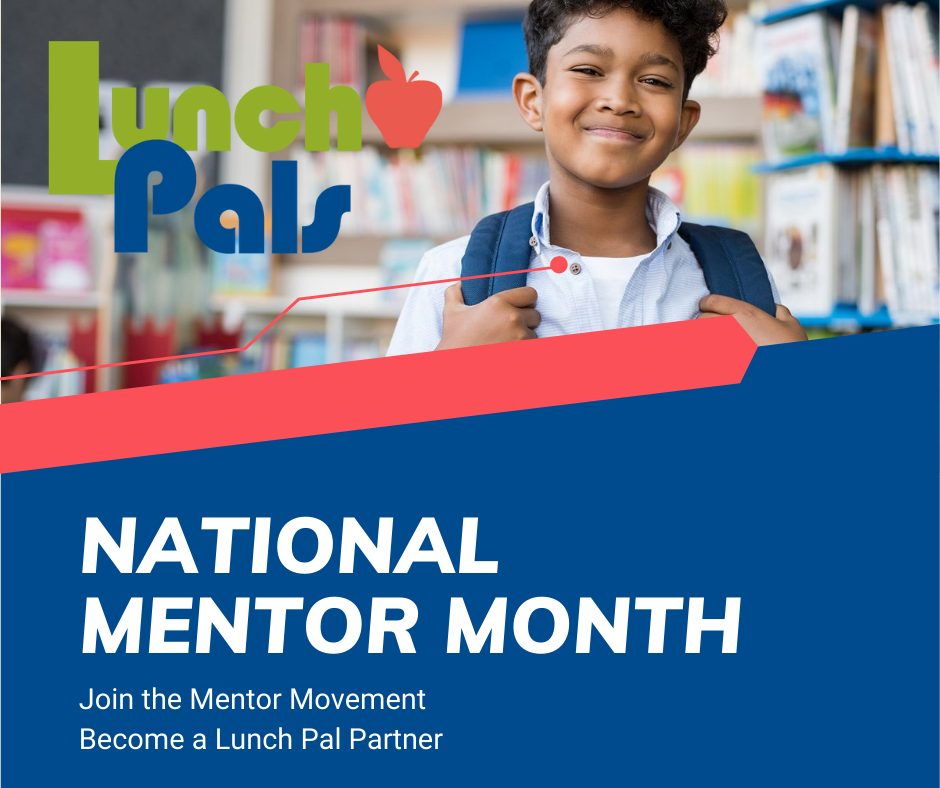 Lunch
Pals
NATIONAL
MENTOR MONTH
Join the Mentor Movement
Become a Lunch Pal Partner